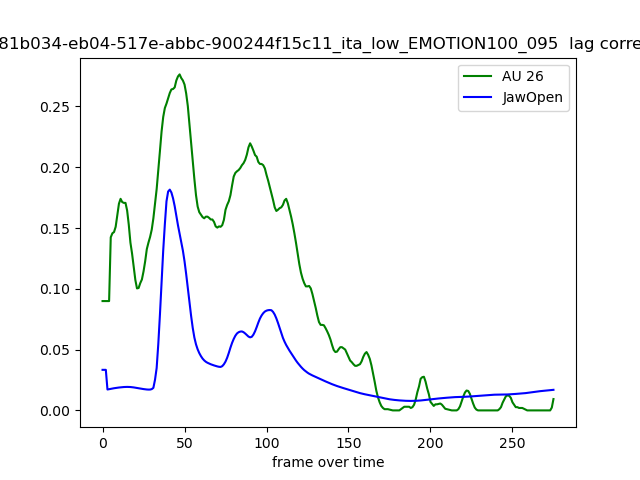 81b034-eb04-517e-abbc-900244f15c11_ita_low_EMOTION100_095 lag corre
AU 26
JawOpen
0.25
0.20
0.15
0.10
0.05
0.00
0 50 100 150 200 250
frame over time